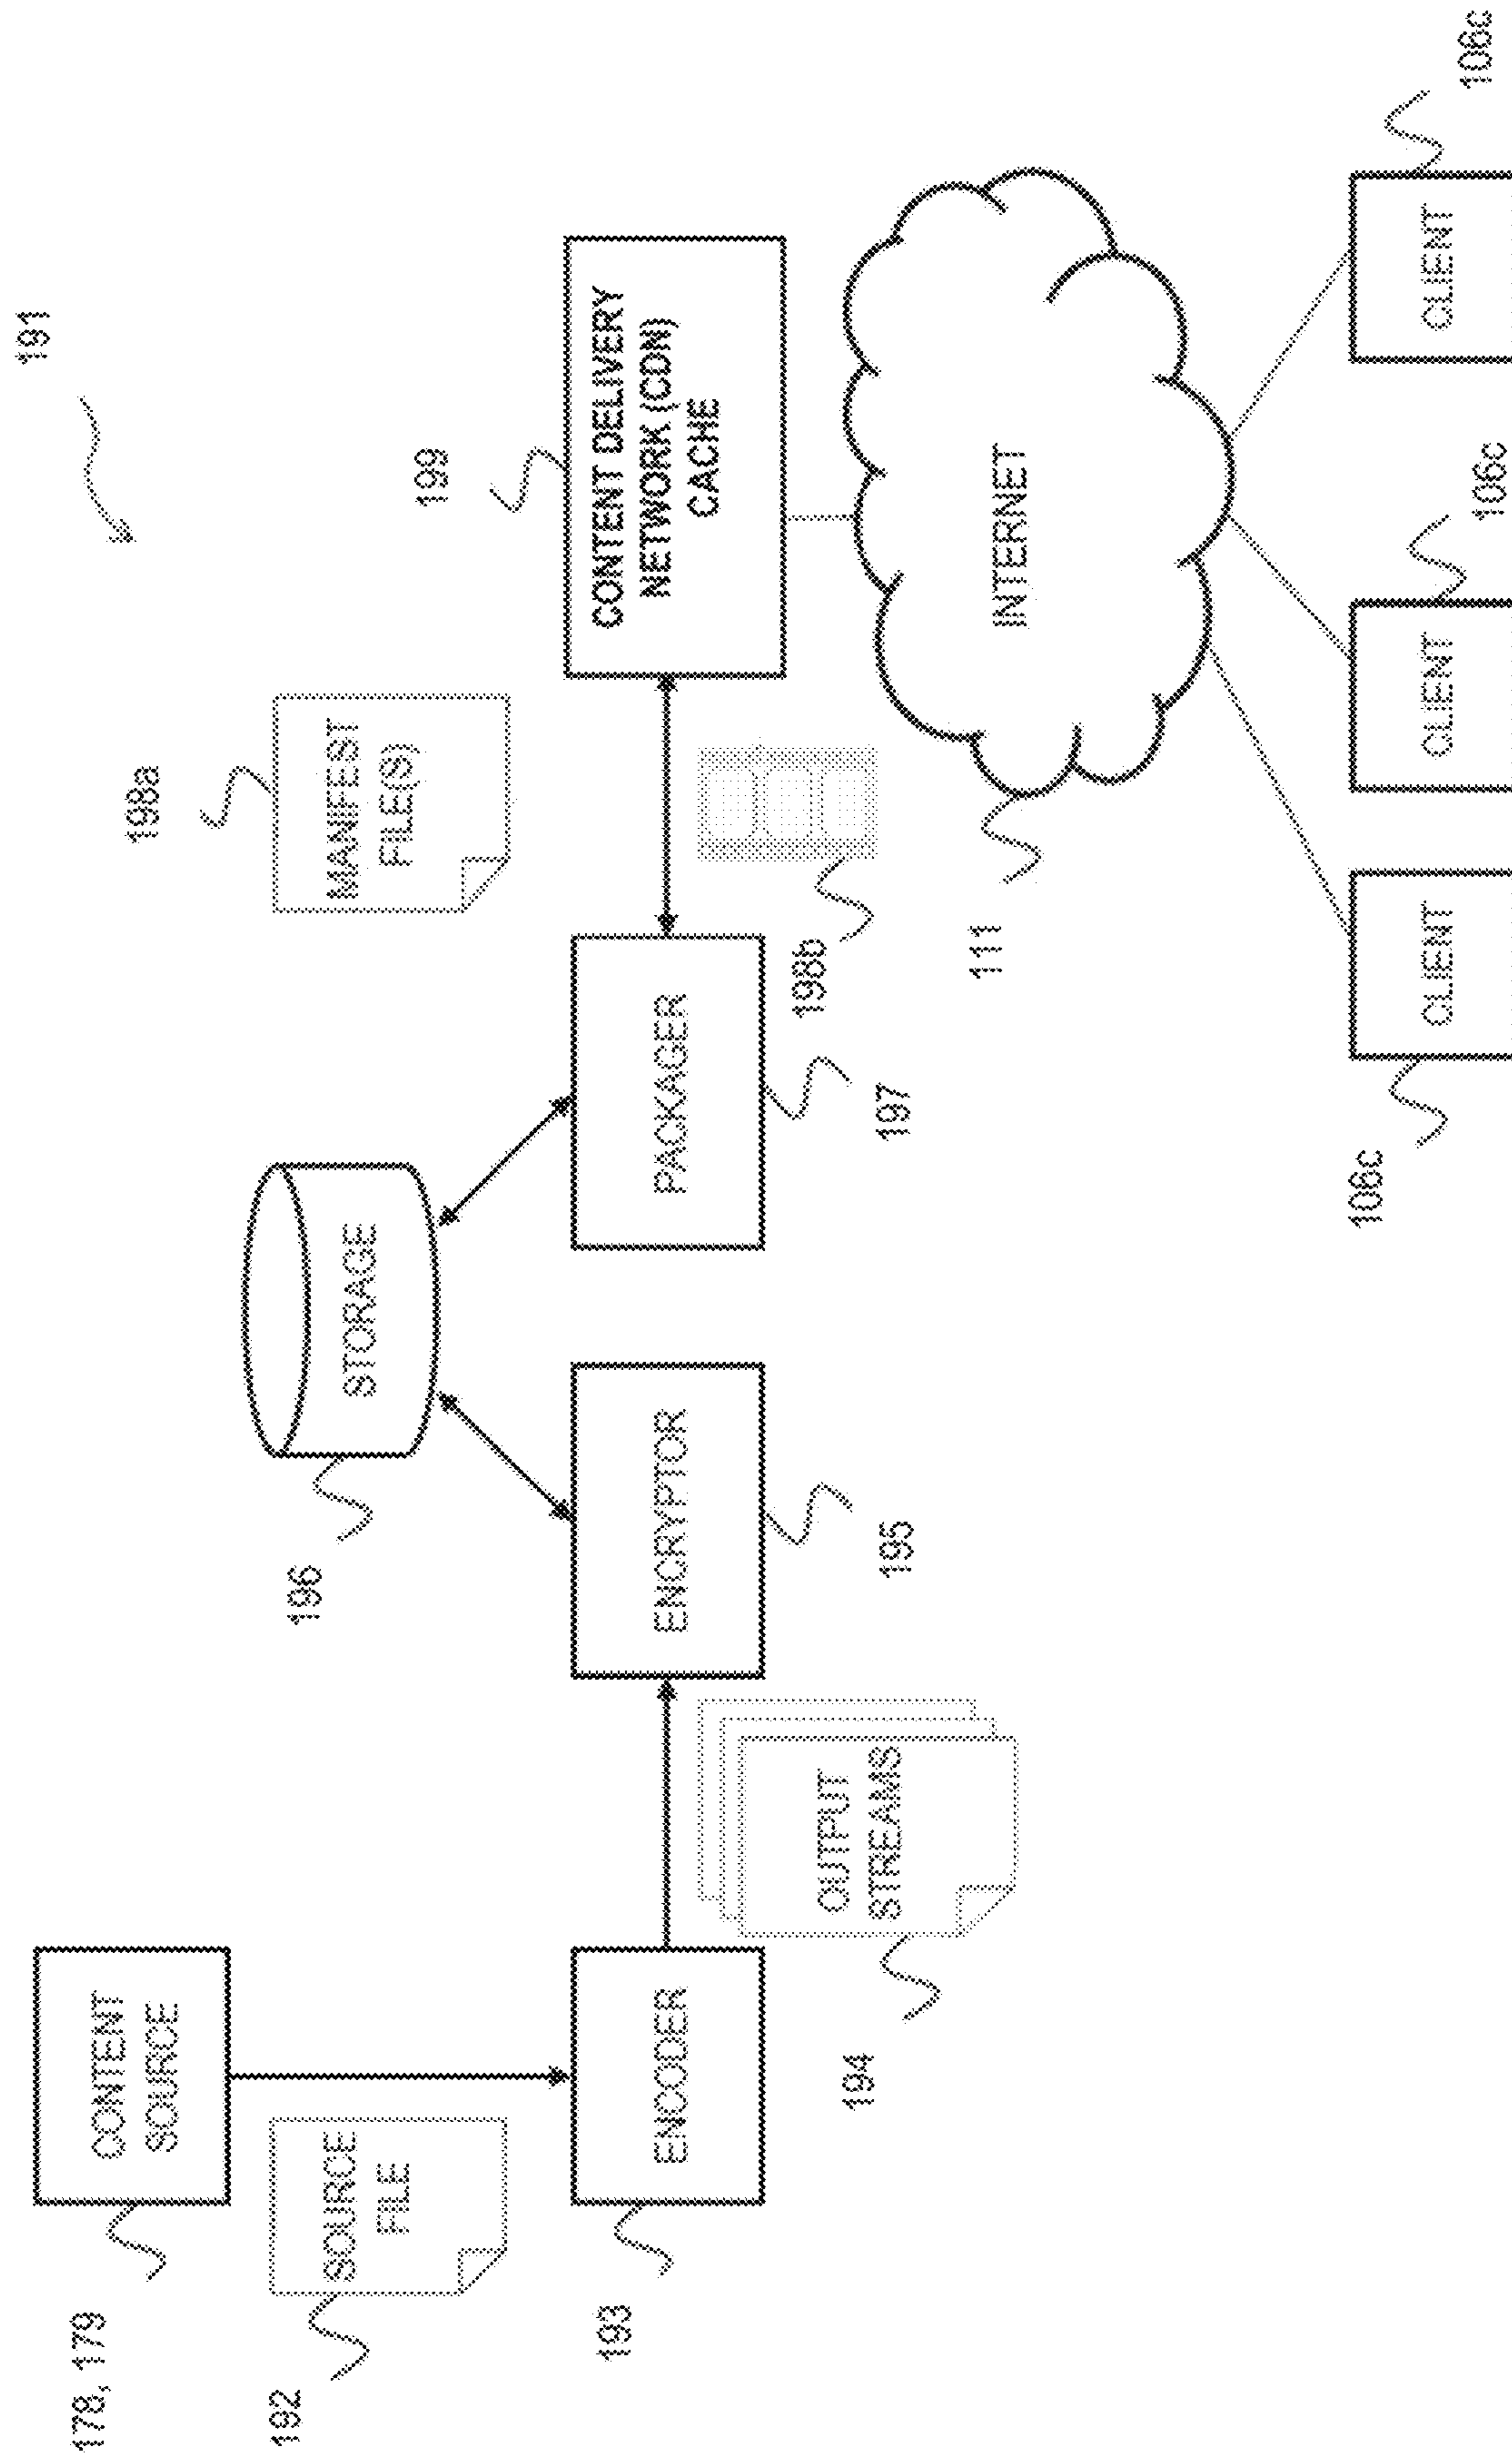 191
178, 179
CONTENT
SOURCE
192
SOURCE
FILE
193
ENCODER
194
OUTPUT
STREAMS
195
ENCRYPTOR
196
STORAGE
197
PACKAGER
198a
MANIFEST
FILE(S)
198b
199
CONTENT DELIVERY
NETWORK (CDN)
CACHE
111
INTERNET
106c
CLIENT
106c
CLIENT
106c
CLIENT